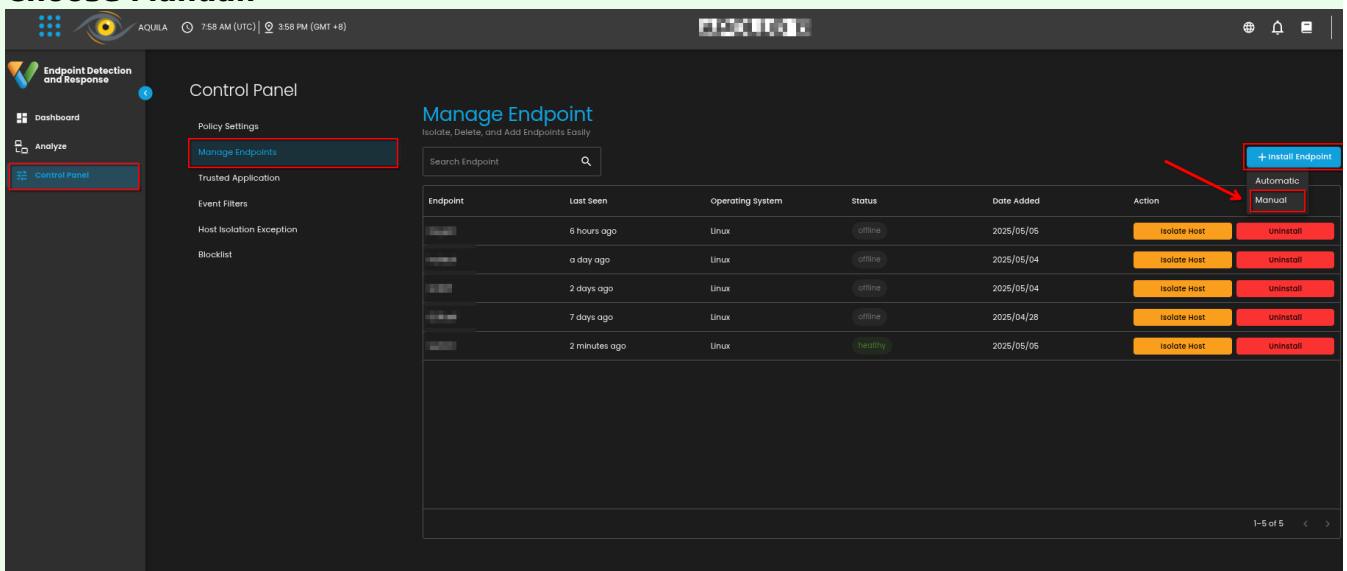 AQUILA 7:58 AM (UTC) | 3:58 PM (GMT +8)
Endpoint Detection
and Response
Dashboard
Analyze
Control Panel
Control Panel
Policy Settings
Manage Endpoints
Trusted Application
Event Filters
Host Isolation Exception
Blocklist
Manage Endpoint
Isolate, Delete, and Add Endpoints Easily
Search Endpoint
+ Install Endpoint
Automatic
Manual
Endpoint Last Seen Operating System Status Date Added Action
6 hours ago Linux offline 2025/05/05 Isolate Host Uninstall
a day ago Linux offline 2025/05/04 Isolate Host Uninstall
2 days ago Linux offline 2025/05/04 Isolate Host Uninstall
7 days ago Linux offline 2025/04/28 Isolate Host Uninstall
2 minutes ago Linux healthy 2025/05/05 Isolate Host Uninstall
1-5 of 5 < >